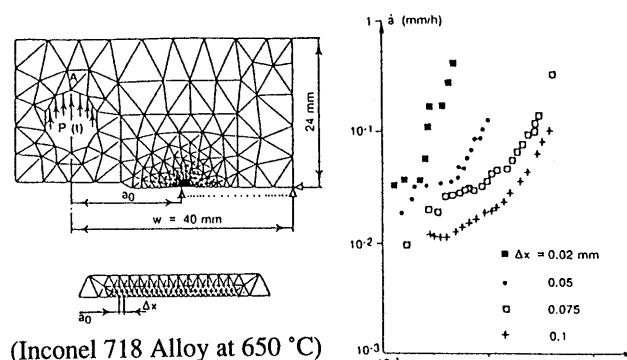 A
P (t)
24 mm
a₀
w = 40 mm
a₀
Δx
(Inconel 718 Alloy at 650 °C)
1
ȧ (mm/h)
10⁻¹
10⁻²
10⁻³
Δx = 0.02 mm
0.05
0.075
0.1